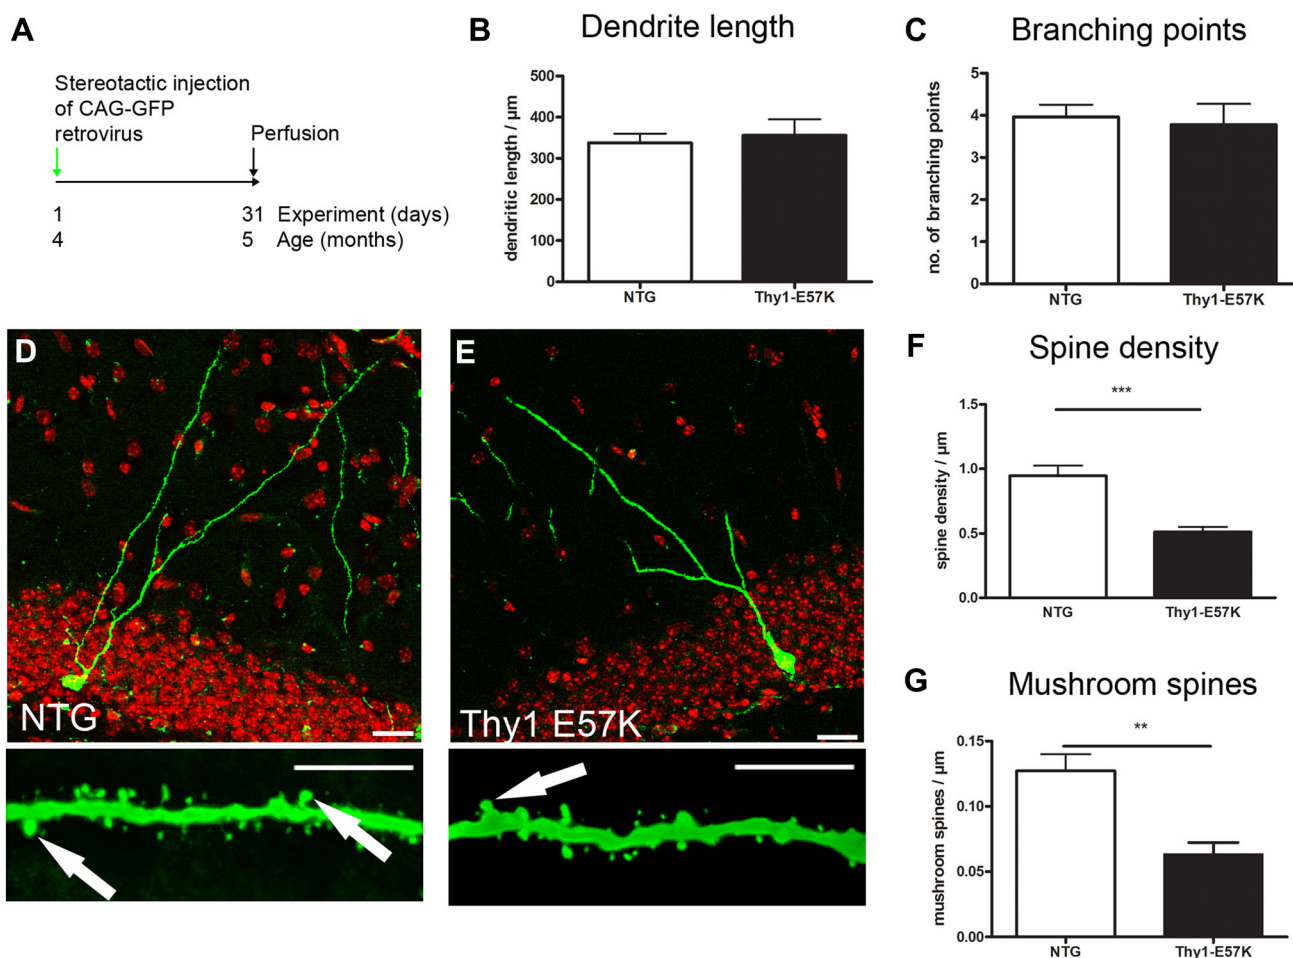 A
Stereotactic injection
of CAG-GFP
retrovirus
Perfusion
1 31 Experiment (days)
4 5 Age (months)
B Dendrite length
dendritic length / µm
500
400
300
200
100
0
NTG Thy1-E57K
C Branching points
no. of branching points
5
4
3
2
1
0
NTG Thy1-E57K
D
NTG
E
Thy1 E57K
F Spine density
***
spine density / µm
1.5
1.0
0.5
0.0
NTG Thy1-E57K
G Mushroom spines
**
mushroom spines / µm
0.15
0.10
0.05
0.00
NTG Thy1-E57K